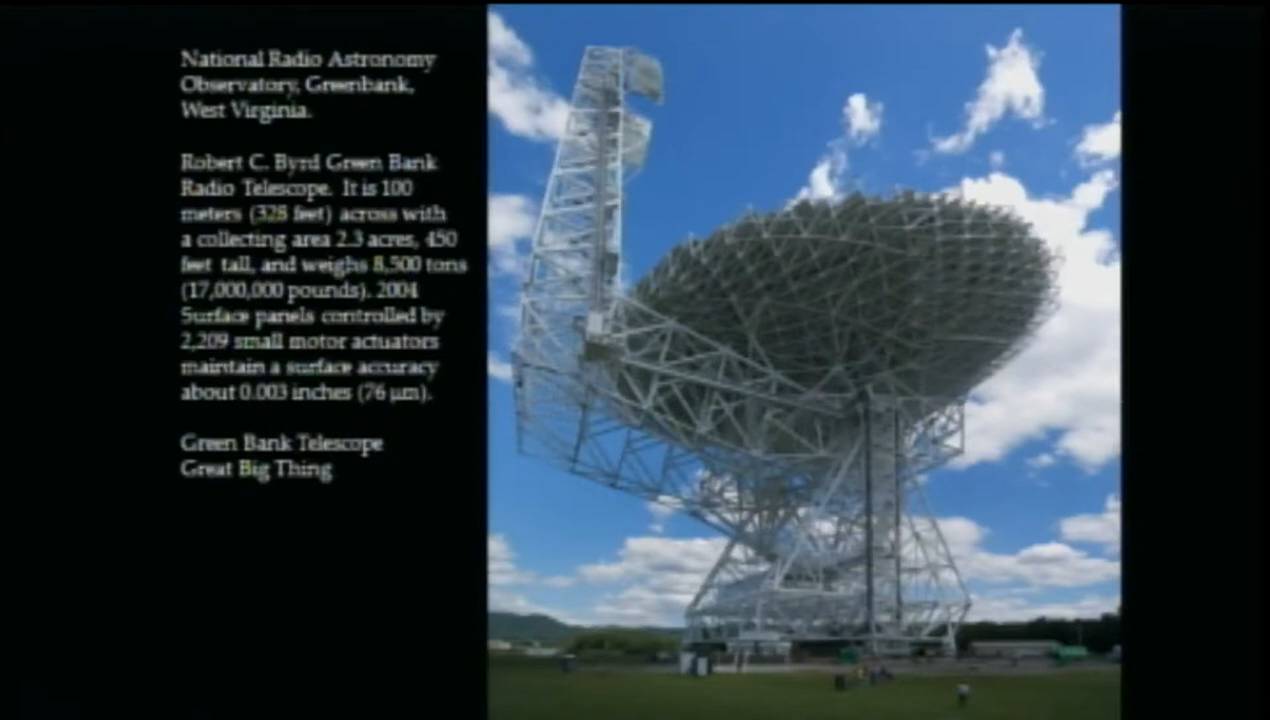 National Radio Astronomy
Observatory, Greenbank,
West Virginia.
Robert C. Byrd Green Bank
Radio Telescope. It is 100
meters (328 feet) across with
a collecting area 2.3 acres, 450
feet tall, and weighs 8,500 tons
(17,000,000 pounds). 2004
Surface panels controlled by
2,209 small motor actuators
maintain a surface accuracy
about 0.003 inches (76 μm).
Green Bank Telescope
Great Big Thing